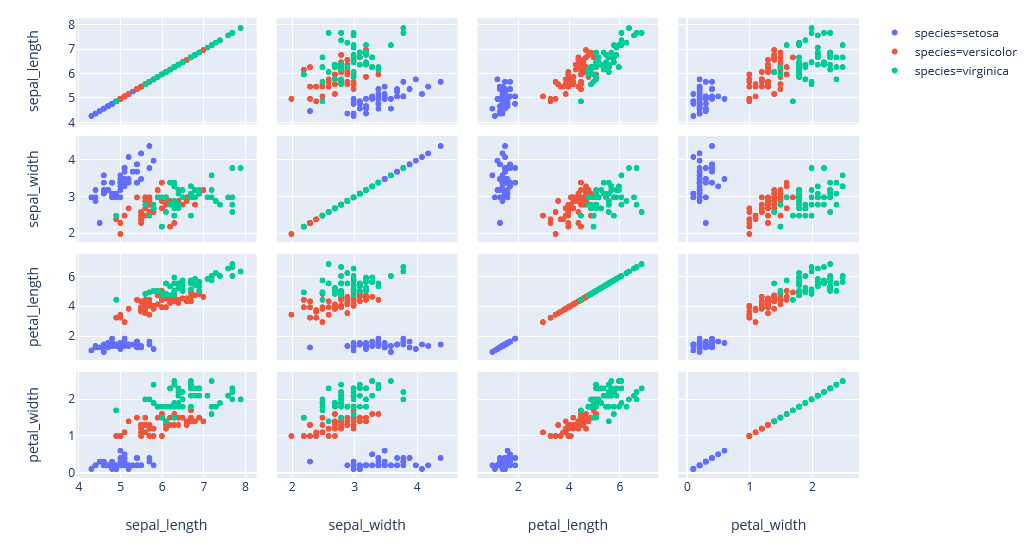 8
7
6
5
4
sepal_length
species=setosa
species=versicolor
species=virginica
4
3
2
sepal_width
6
4
2
petal_length
2
1
0
petal_width
4 5 6 7 8 2 3 4 2 4 6 0 1 2
sepal_length sepal_width petal_length petal_width